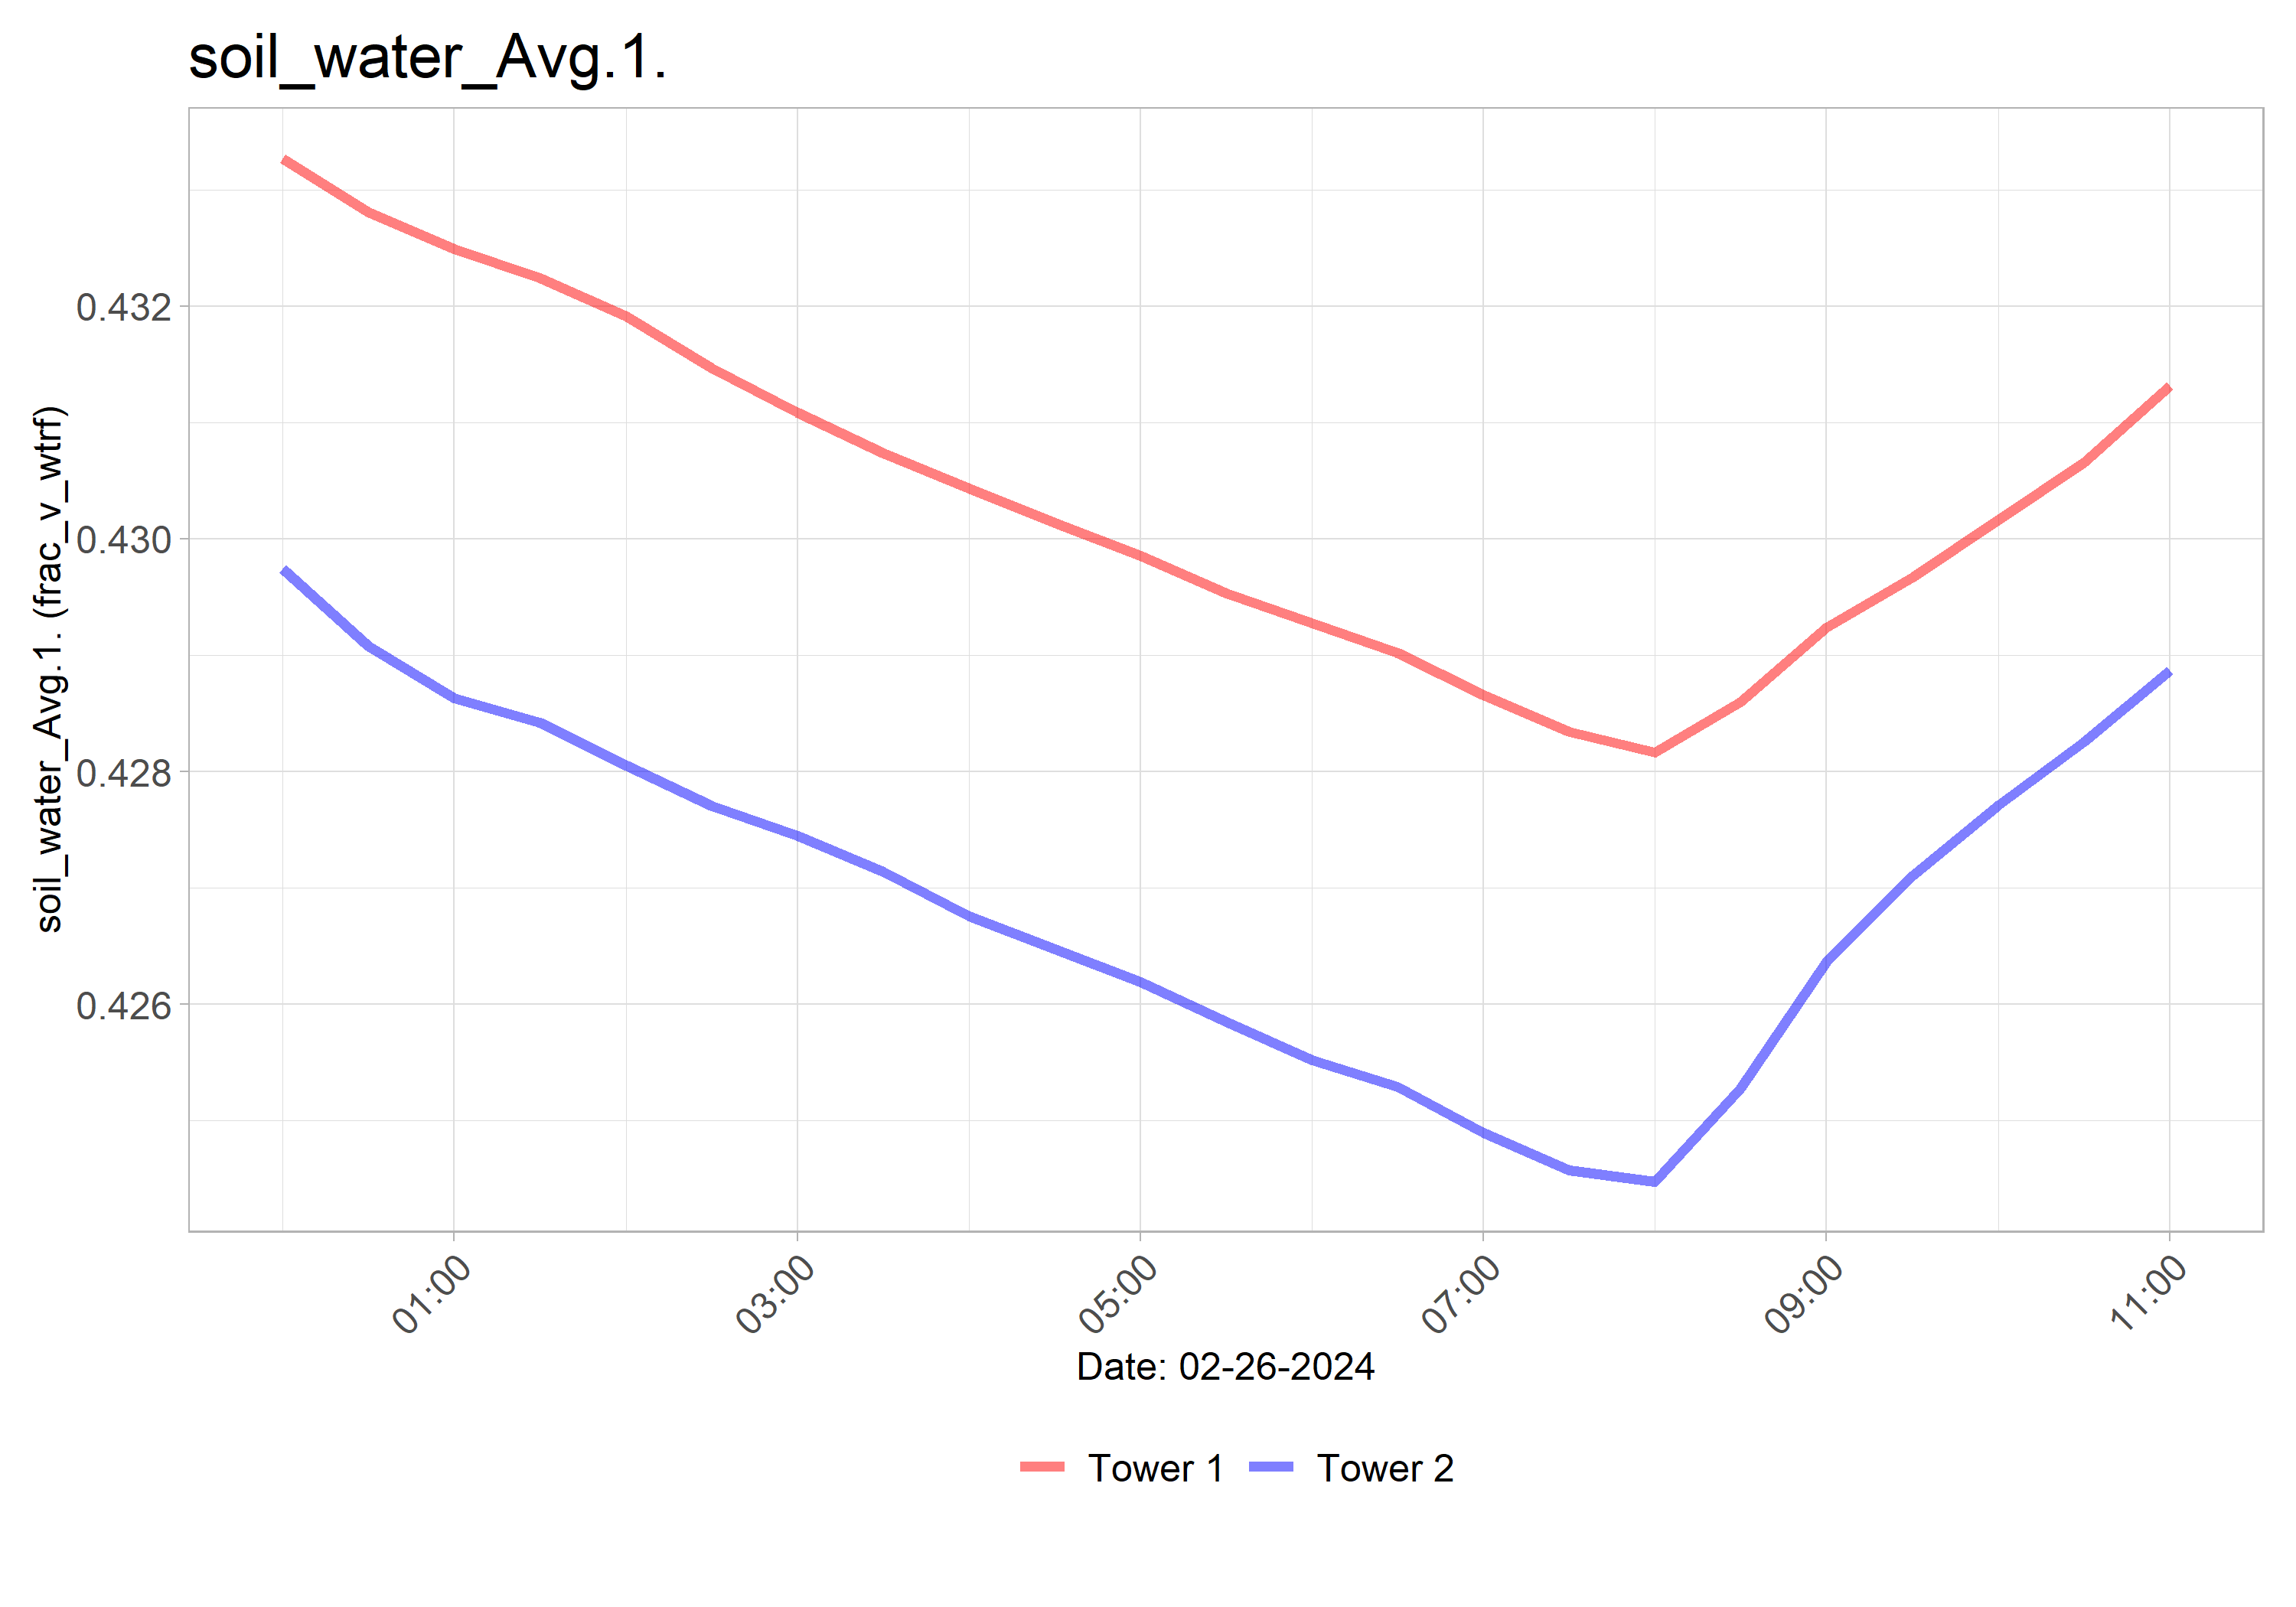 soil_water_Avg.1.
soil_water_Avg.1. (frac_v_wtrf)
0.432
0.430
0.428
0.426
01:00
03:00
05:00
07:00
09:00
11:00
Date: 02-26-2024
Tower 1
Tower 2